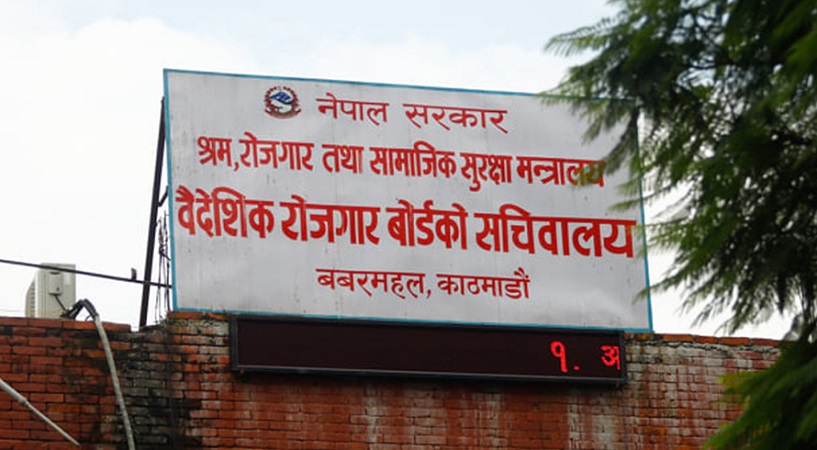 नेपाल सरकार
श्रम, रोजगार तथा सामाजिक सुरक्षा मन्त्रालय
वैदेशिक रोजगार बोर्डको सचिवालय
बबरमहल, काठमाडौं
१. अ